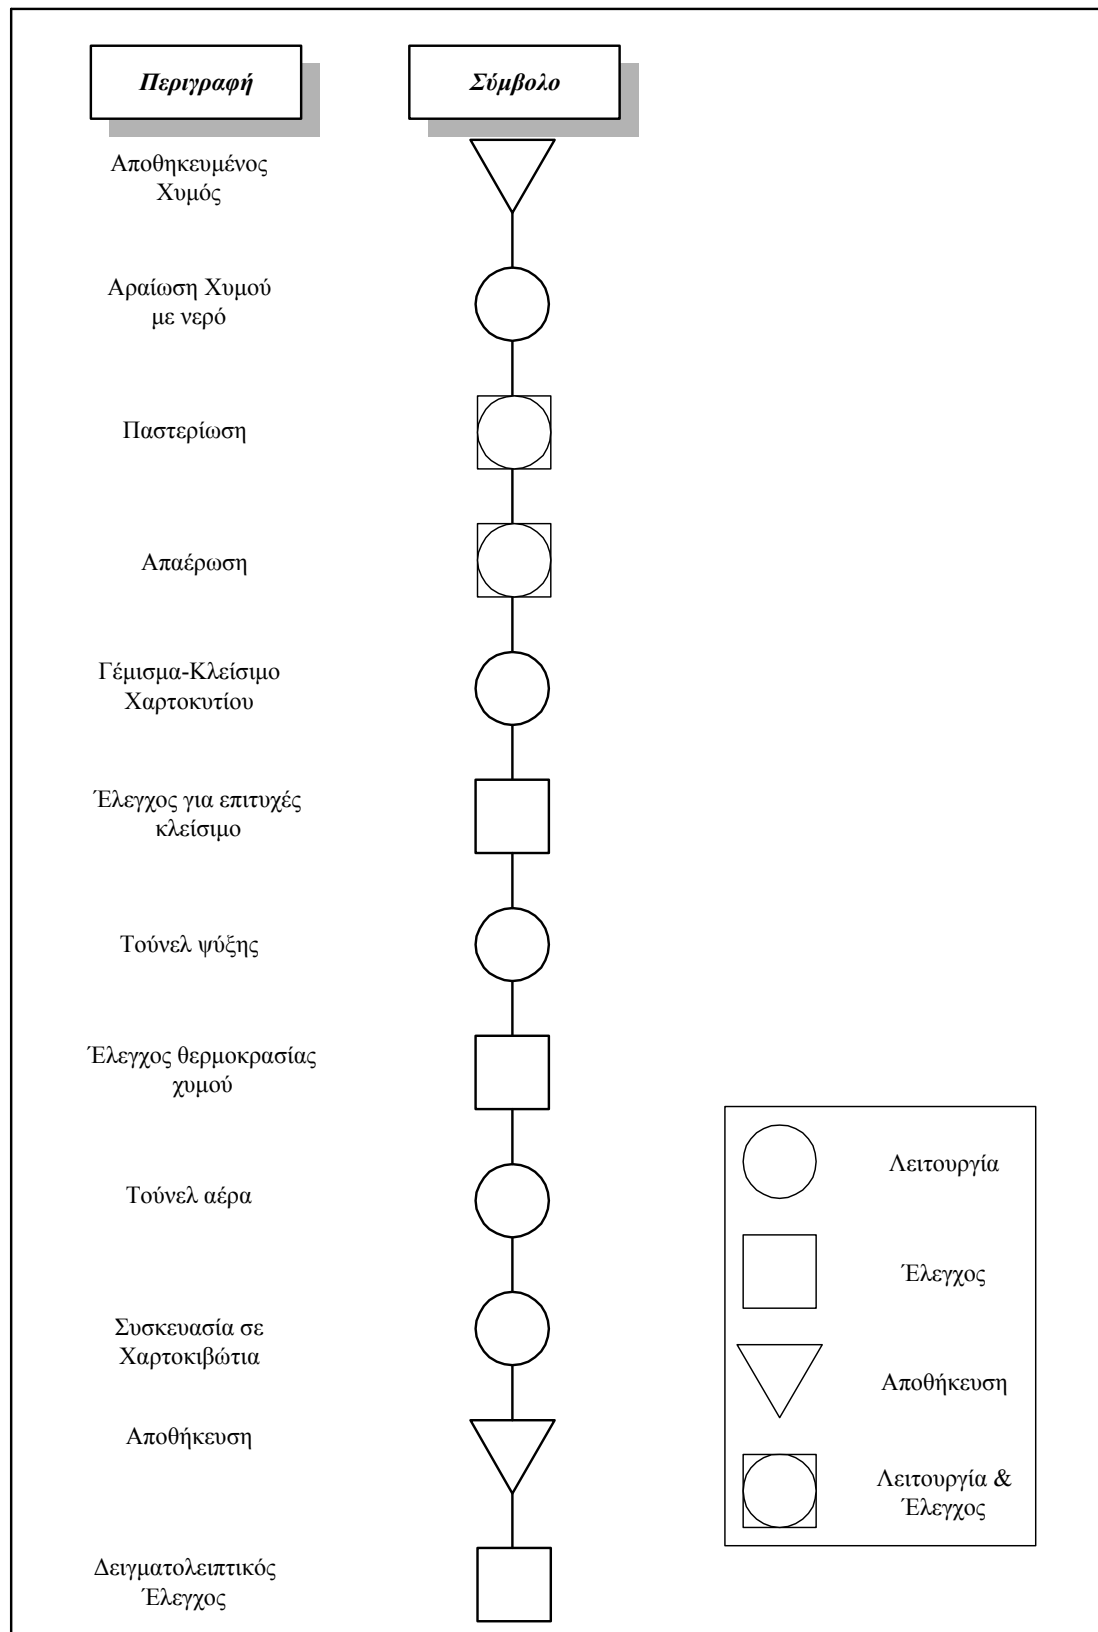 Περιγραφή
Σύμβολο
Αποθηκευμένος
Χυμός
Αραίωση Χυμού
με νερό
Παστερίωση
Απαέρωση
Γέμισμα-Κλείσιμο
Χαρτοκυτίου
Έλεγχος για επιτυχές
κλείσιμο
Τούνελ ψύξης
Έλεγχος θερμοκρασίας
χυμού
Τούνελ αέρα
Συσκευασία σε
Χαρτοκιβώτια
Αποθήκευση
Δειγματολειπτικός
Έλεγχος
Λειτουργία
Έλεγχος
Αποθήκευση
Λειτουργία &
Έλεγχος